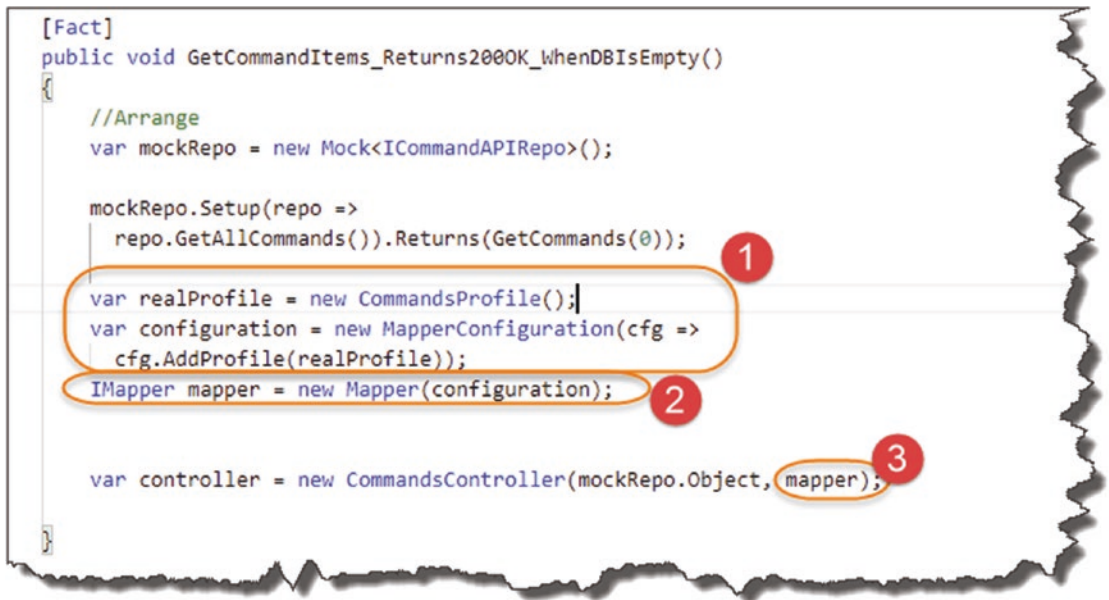 [Fact]
public void GetCommandItems_Returns200OK_WhenDBIsEmpty()
{
//Arrange
var mockRepo = new Mock<ICommandAPIRepo>();
mockRepo.Setup(repo =>
repo.GetAllCommands()).Returns(GetCommands(0));
1
var realProfile = new CommandsProfile();
var configuration = new MapperConfiguration(cfg =>
cfg.AddProfile(realProfile));
IMapper mapper = new Mapper(configuration);
2
3
var controller = new CommandsController(mockRepo.Object, mapper);
}